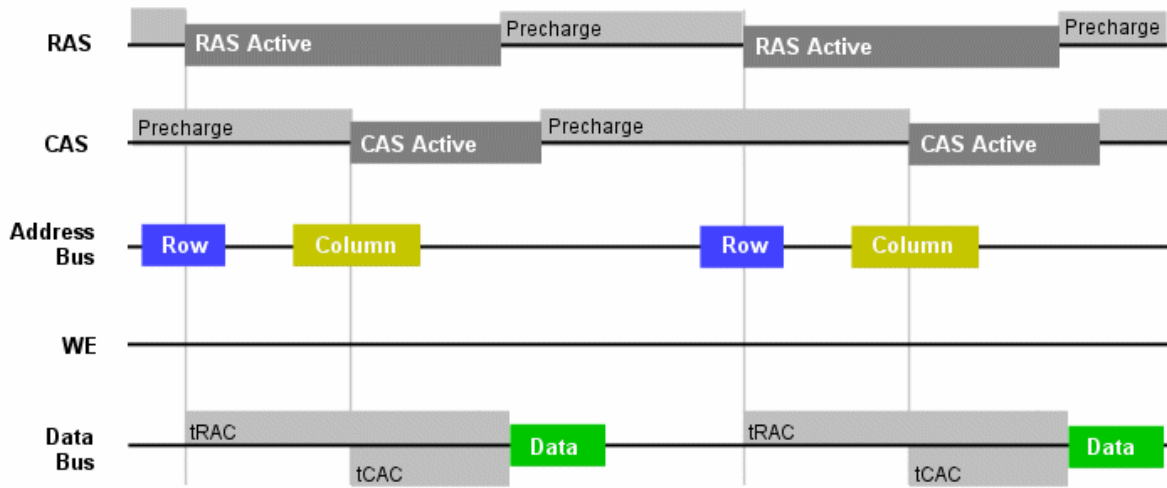 RAS
RAS Active
Precharge
RAS Active
Precharge
CAS
Precharge
CAS Active
Precharge
CAS Active
Address
Bus
Row
Column
Row
Column
WE
Data
Bus
tRAC
tCAC
Data
tRAC
tCAC
Data